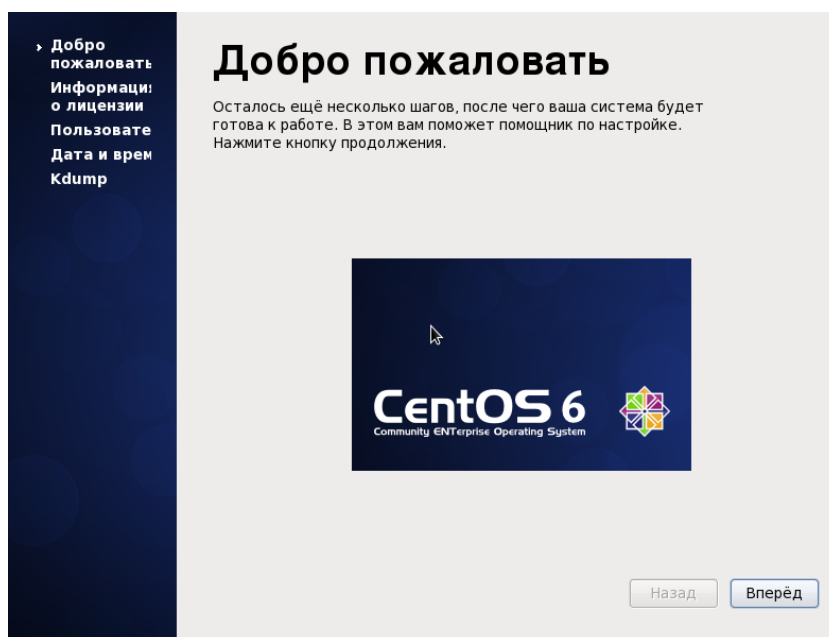 Добро
пожаловать
Информаци
о лицензии
Пользовате
Дата и врем
Kdump
Добро пожаловать
Осталось ещё несколько шагов, после чего ваша система будет
готова к работе. В этом вам поможет помощник по настройке.
Нажмите кнопку продолжения.
CentOS 6
Community ENTerprise Operating System
Назад
Вперёд